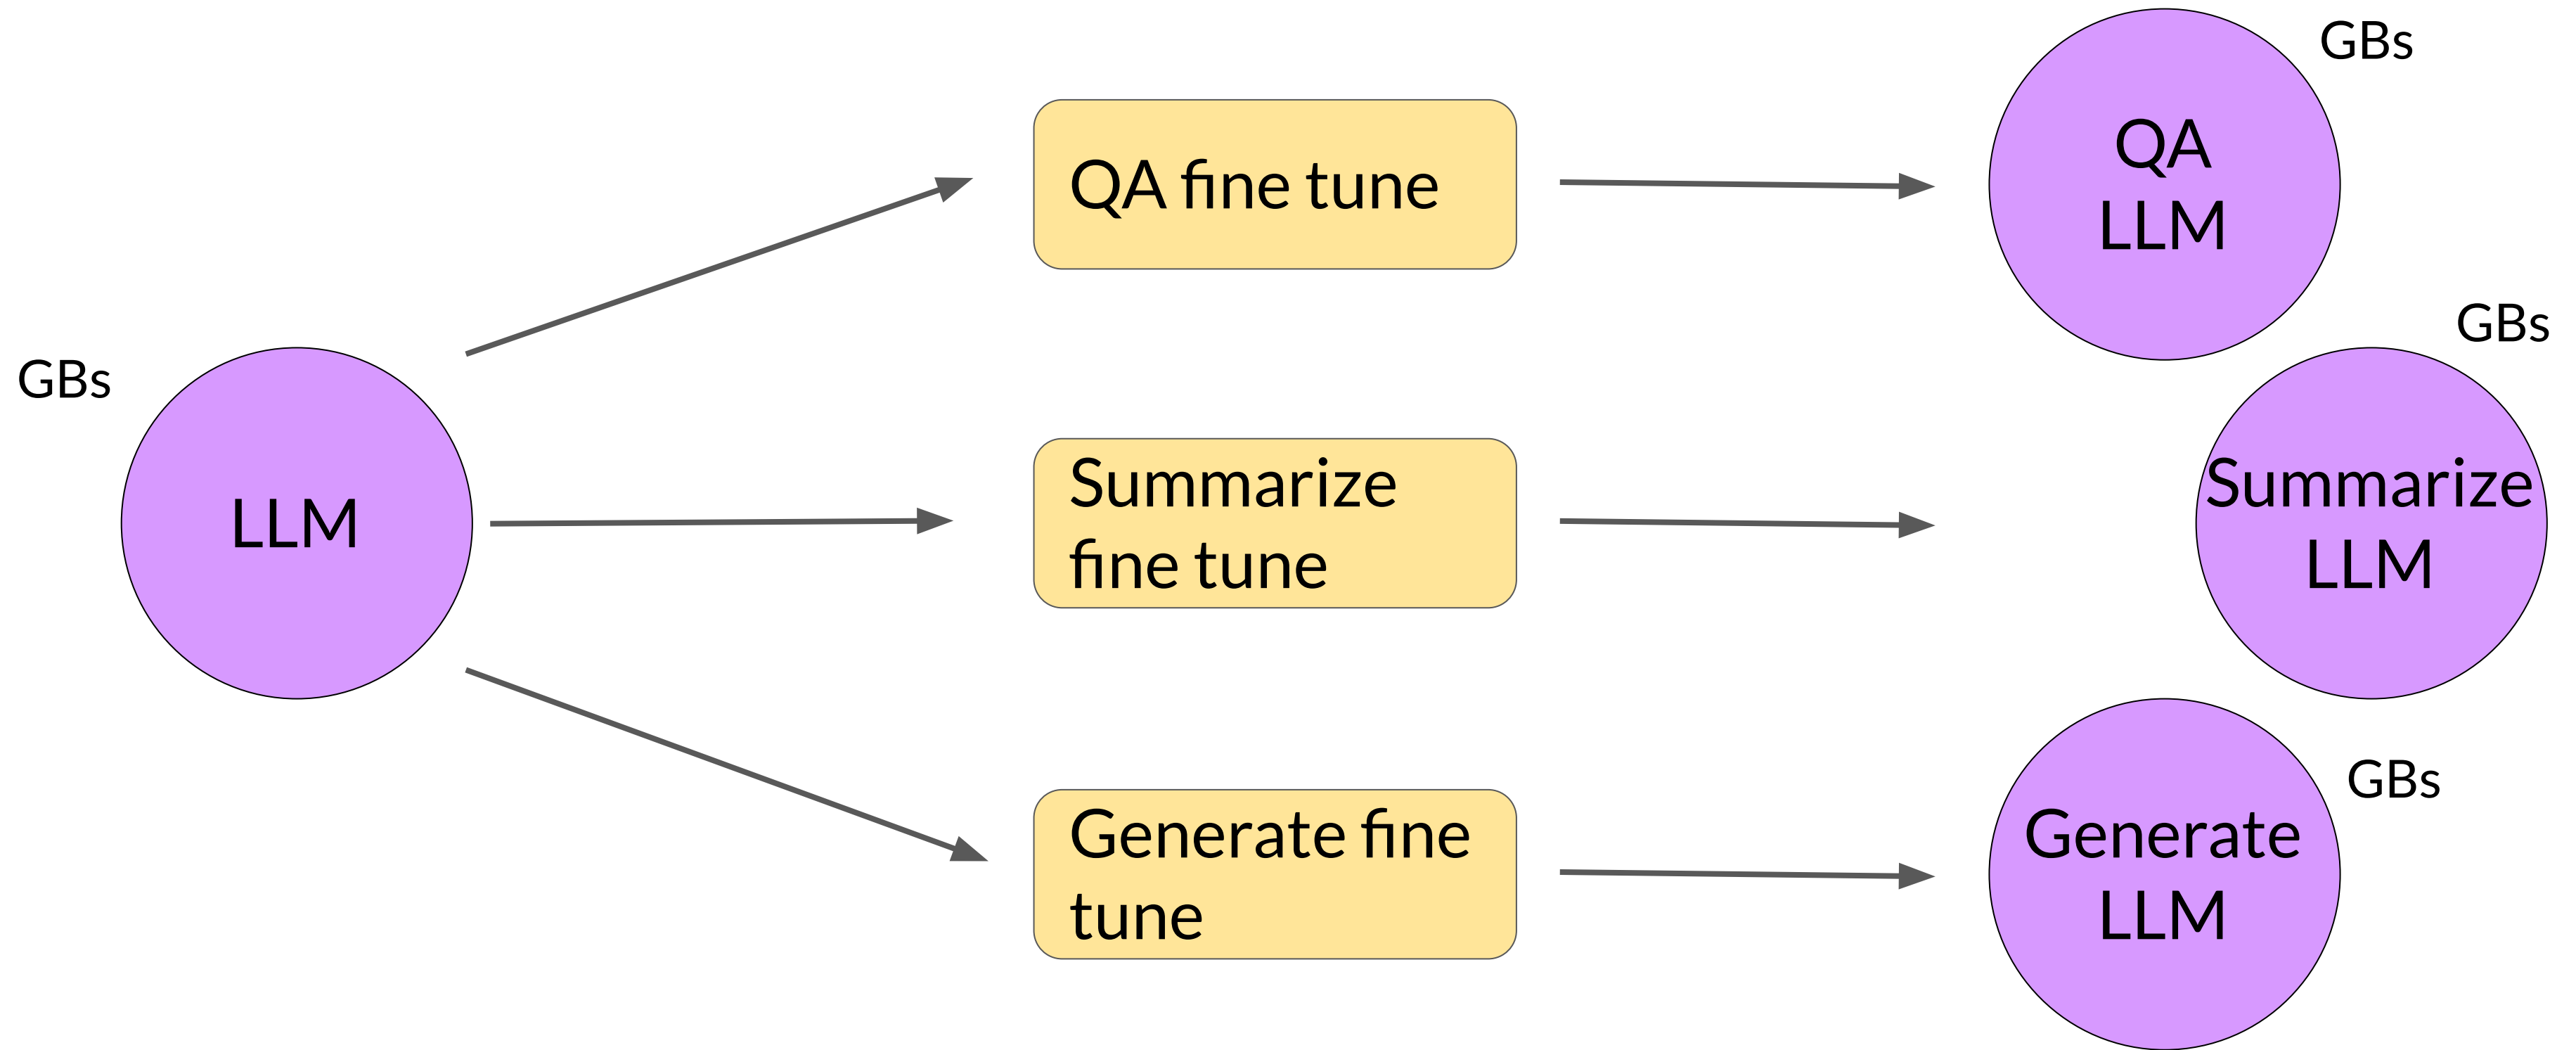 GBs
LLM
QA fine tune
Summarize
fine tune
Generate fine
tune
GBs
QA
LLM
GBs
Summarize
LLM
GBs
Generate
LLM